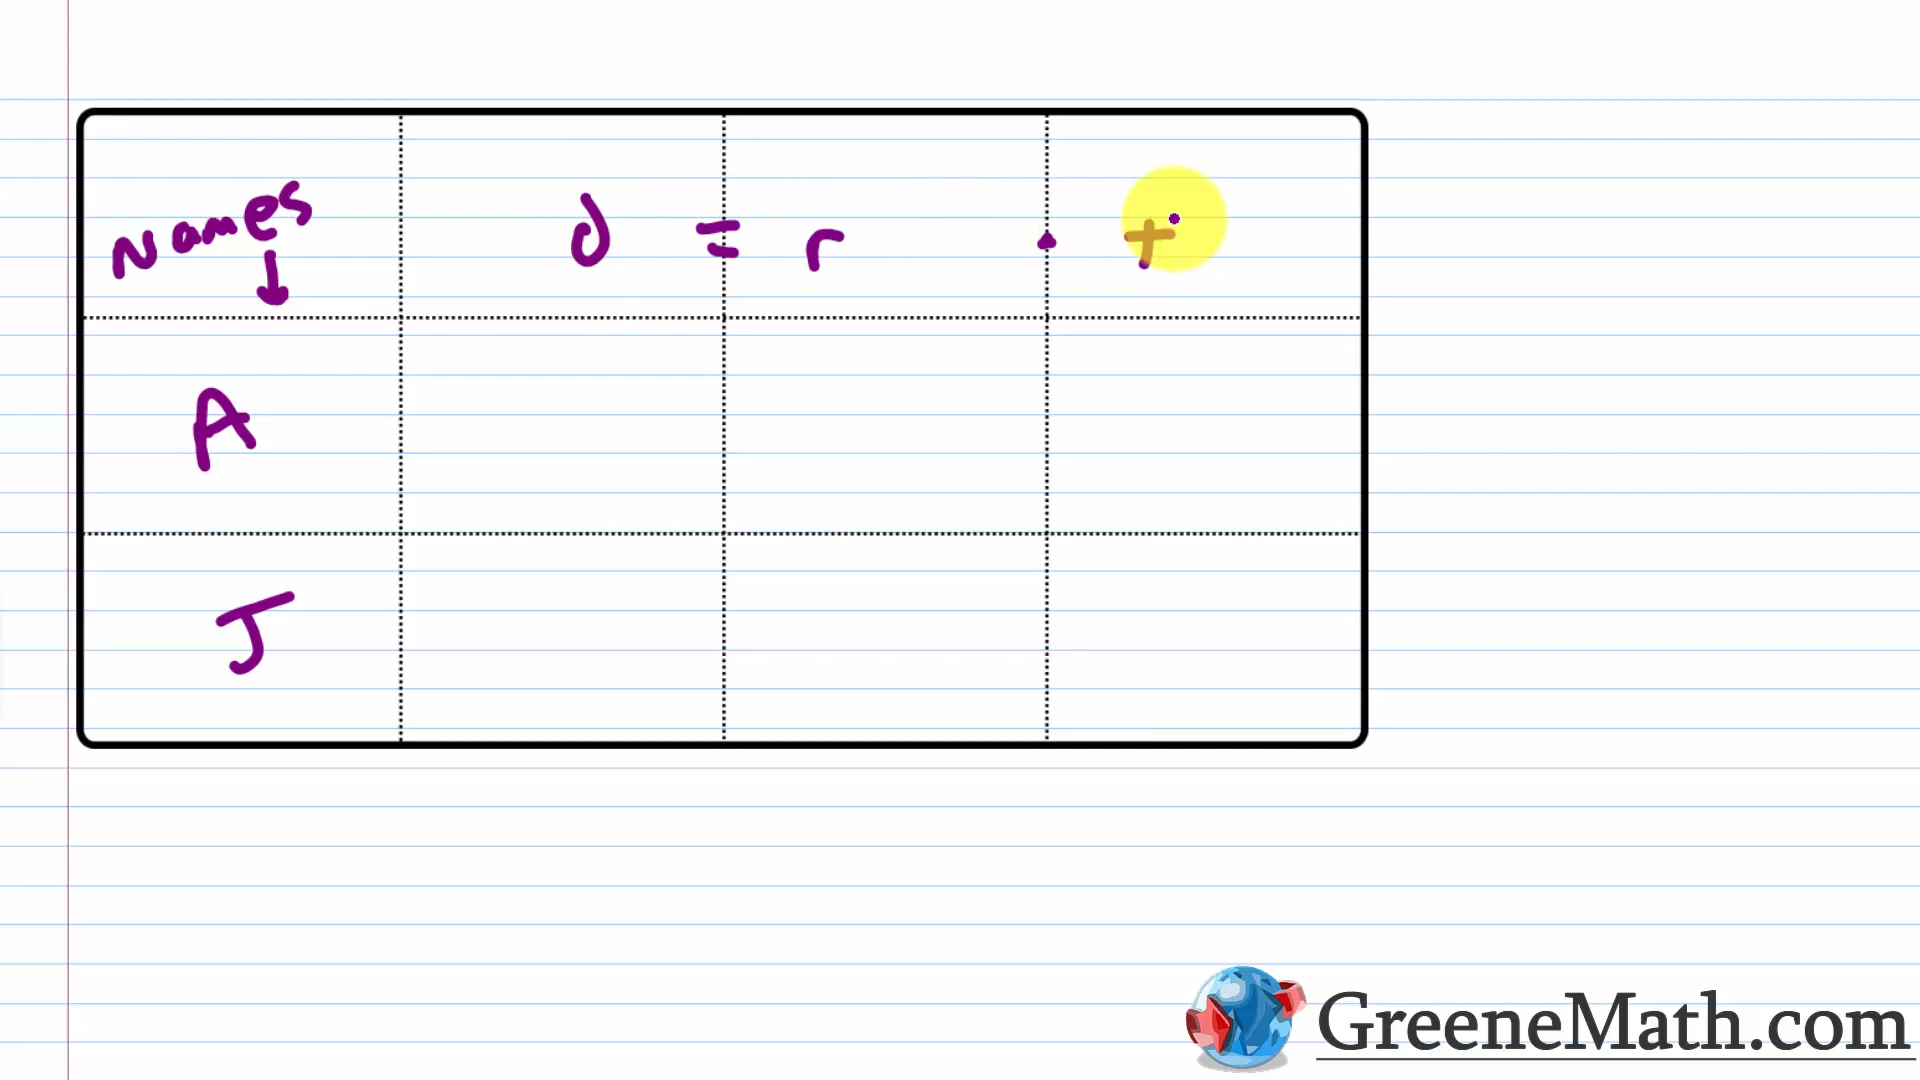 Names ↓ d = r · t
A
J
GreeneMath.com